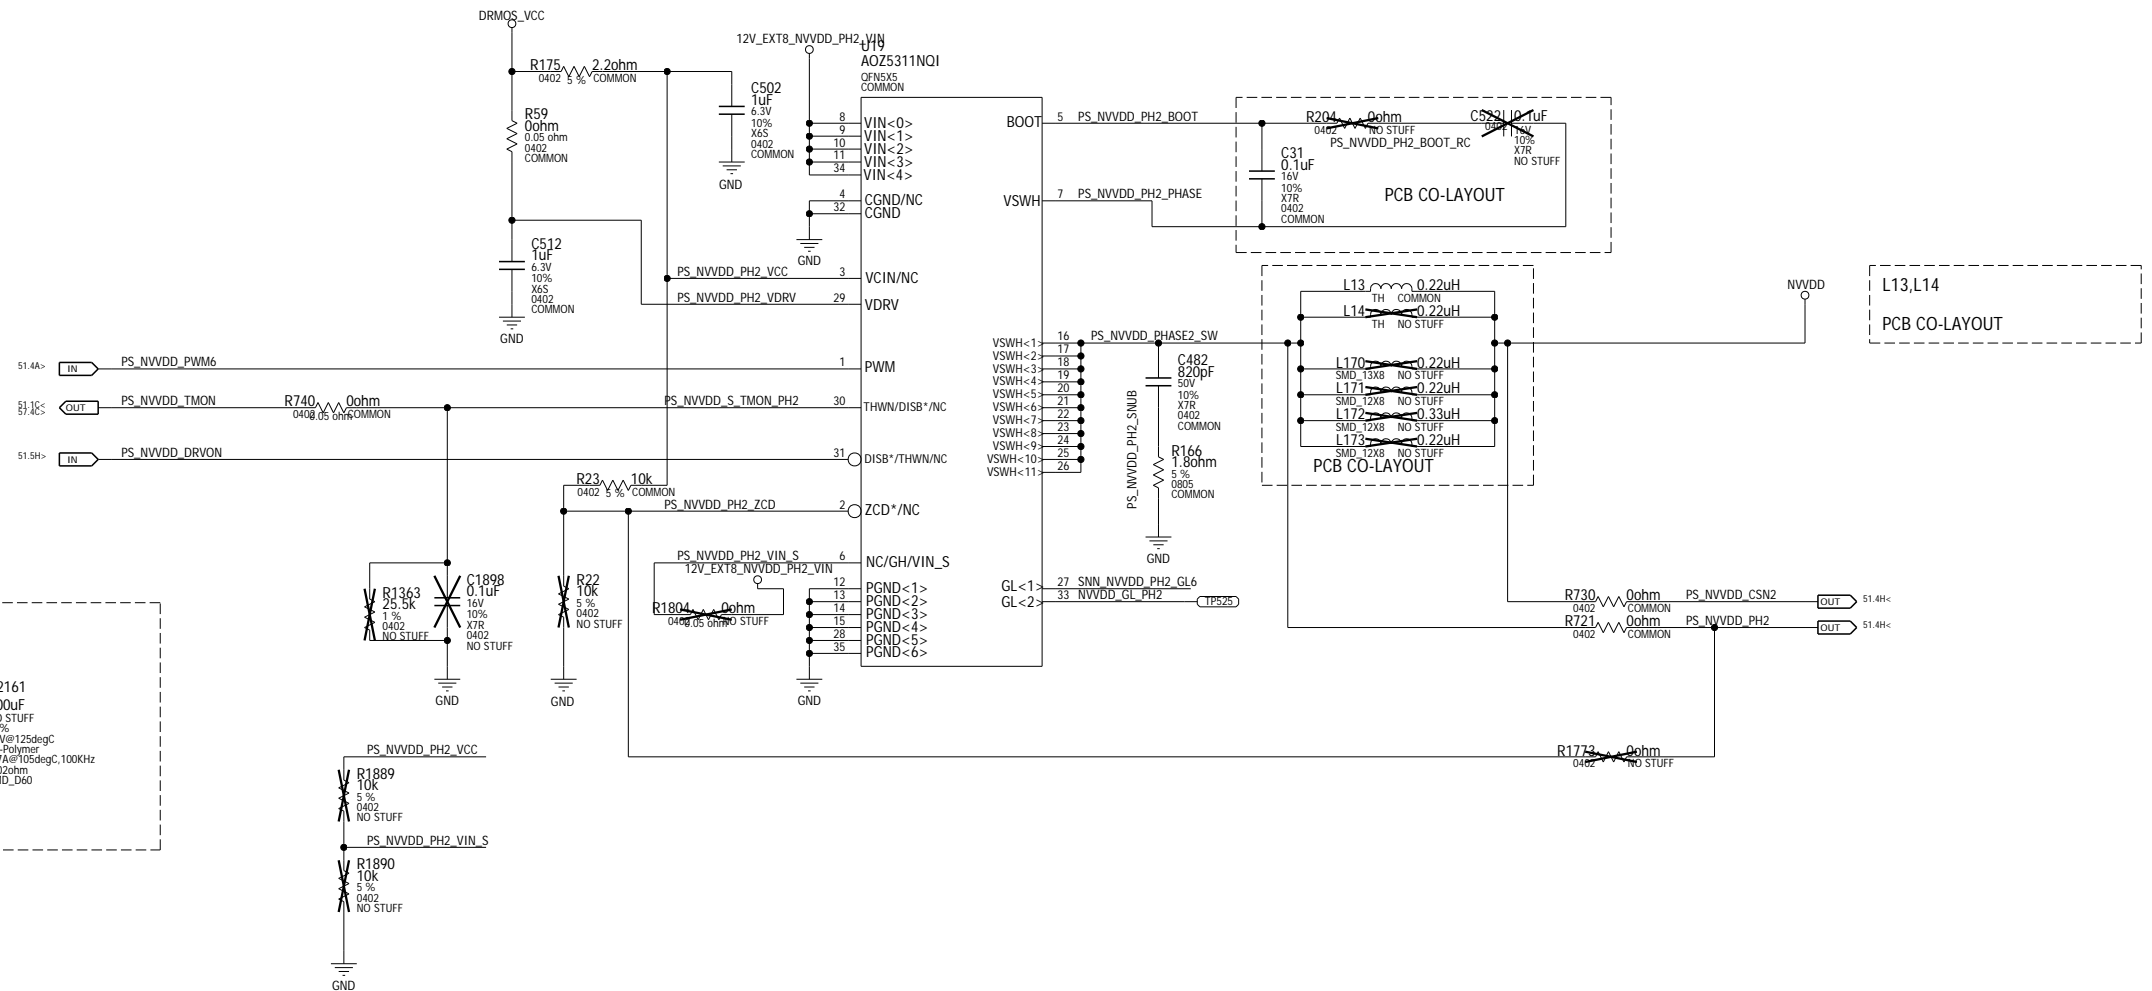 DRMOS_VCC
R175 2.2ohm
0402 5 % COMMON
R59
0ohm
0.05 ohm
0402
COMMON
C502
1uF
6.3V
10%
X6S
0402
COMMON
GND
C512
1uF
6.3V
10%
X6S
0402
COMMON
GND
12V_EXT8_NVVDD_PH2_VIN
U19
AOZ5311NQI
QFN5X5
COMMON
8 VIN<0>
9 VIN<1>
10 VIN<2>
11 VIN<3>
34 VIN<4>
4 CGND/NC
32 CGND
GND
PS_NVVDD_PH2_VCC 3 VCIN/NC
PS_NVVDD_PH2_VDRV 29 VDRV
51.4A> IN PS_NVVDD_PWM6 1 PWM
51.1C<
57.4C<
OUT PS_NVVDD_TMON R740 0ohm
0402 0.05 ohm COMMON
PS_NVVDD_S_TMON_PH2 30 THWN/DISB*/NC
51.5H> IN PS_NVVDD_DRVON 31 DISB*/THWN/NC
R23 10k
0402 5 % COMMON
PS_NVVDD_PH2_ZCD 2 ZCD*/NC
PS_NVVDD_PH2_VIN_S 6 NC/GH/VIN_S
12V_EXT8_NVVDD_PH2_VIN
R1804 0ohm
0402 0.05 ohm NO STUFF
12 PGND<1>
13 PGND<2>
14 PGND<3>
15 PGND<4>
28 PGND<5>
35 PGND<6>
GND
R1363
25.5k
1 %
0402
NO STUFF
C1898
0.1uF
16V
10%
X7R
0402
NO STUFF
GND
R22
10k
5 %
0402
NO STUFF
GND
BOOT 5 PS_NVVDD_PH2_BOOT
VSWH 7 PS_NVVDD_PH2_PHASE
R204 0ohm
0402 NO STUFF
PS_NVVDD_PH2_BOOT_RC
C522 0.1uF
0402
16V
10%
X7R
NO STUFF
C31
0.1uF
16V
10%
X7R
0402
COMMON
PCB CO-LAYOUT
VSWH<1> 16 PS_NVVDD_PHASE2_SW
VSWH<2> 17
VSWH<3> 18
VSWH<4> 19
VSWH<5> 20
VSWH<6> 21
VSWH<7> 22
VSWH<8> 23
VSWH<9> 24
VSWH<10> 25
VSWH<11> 26
C482
820pF
50V
10%
X7R
0402
COMMON
PS_NVVDD_PH2_SNUB
R166
1.8ohm
5 %
0805
COMMON
GND
L13 0.22uH
TH COMMON
L14 0.22uH
TH NO STUFF
L170 0.22uH
SMD_13X8 NO STUFF
L171 0.22uH
SMD_12X8 NO STUFF
L172 0.33uH
SMD_12X8 NO STUFF
L173 0.22uH
SMD_12X8 NO STUFF
PCB CO-LAYOUT
NVVDD
L13,L14
PCB CO-LAYOUT
GL<1> 27 SNN_NVVDD_PH2_GL6
GL<2> 33 NVVDD_GL_PH2 TP525
R730 0ohm PS_NVVDD_CSN2 OUT 51.4H<
0402 COMMON
R721 0ohm PS_NVVDD_PH2 OUT 51.4H<
0402 COMMON
R1773 0ohm
0402 NO STUFF
2161
00uF
O STUFF
%
V@125degC
-Polymer
7A@105degC,100KHz
02ohm
ID_D60
PS_NVVDD_PH2_VCC
R1889
10k
5 %
0402
NO STUFF
PS_NVVDD_PH2_VIN_S
R1890
10k
5 %
0402
NO STUFF
GND